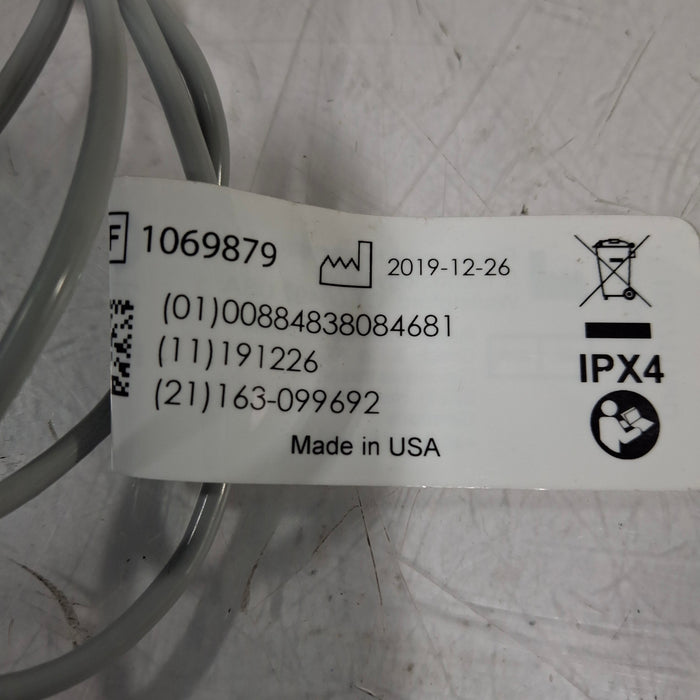 F 1069879 2019-12-26
(01)00884838084681
(11)191226
(21)163-099692
IPX4
Made in USA